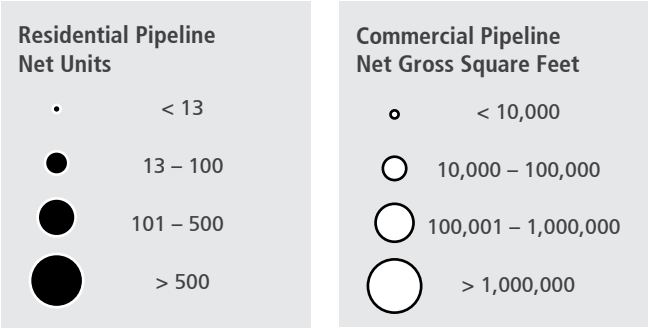 Residential Pipeline
Net Units
< 13
13 – 100
101 – 500
> 500
Commercial Pipeline
Net Gross Square Feet
< 10,000
10,000 – 100,000
100,001 – 1,000,000
> 1,000,000